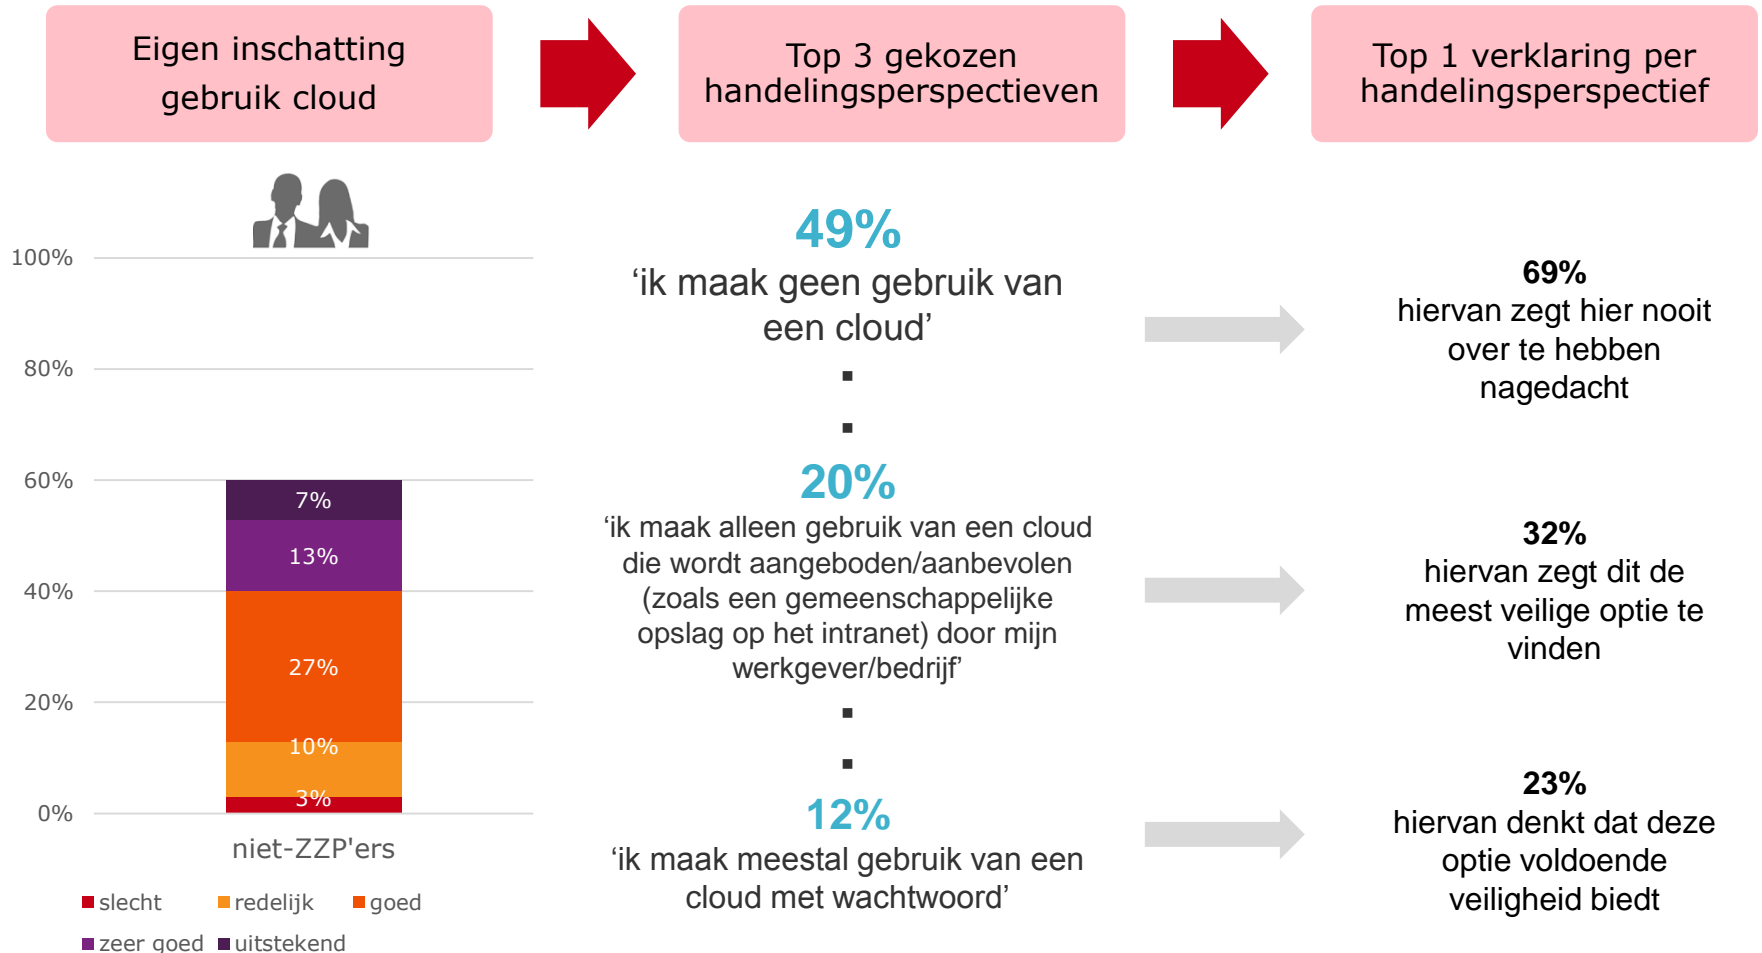 Eigen inschatting
gebruik cloud
Top 3 gekozen
handelingsperspectieven
Top 1 verklaring per
handelingsperspectief
100%
80%
60%
40%
20%
0%
7%
13%
27%
10%
3%
niet-ZZP'ers
slecht
redelijk
goed
zeer goed
uitstekend
49%
‘ik maak geen gebruik van
een cloud’
20%
‘ik maak alleen gebruik van een cloud
die wordt aangeboden/aanbevolen
(zoals een gemeenschappelijke
opslag op het intranet) door mijn
werkgever/bedrijf’
12%
‘ik maak meestal gebruik van een
cloud met wachtwoord’
69%
hiervan zegt hier nooit
over te hebben
nagedacht
32%
hiervan zegt dit de
meest veilige optie te
vinden
23%
hiervan denkt dat deze
optie voldoende
veiligheid biedt